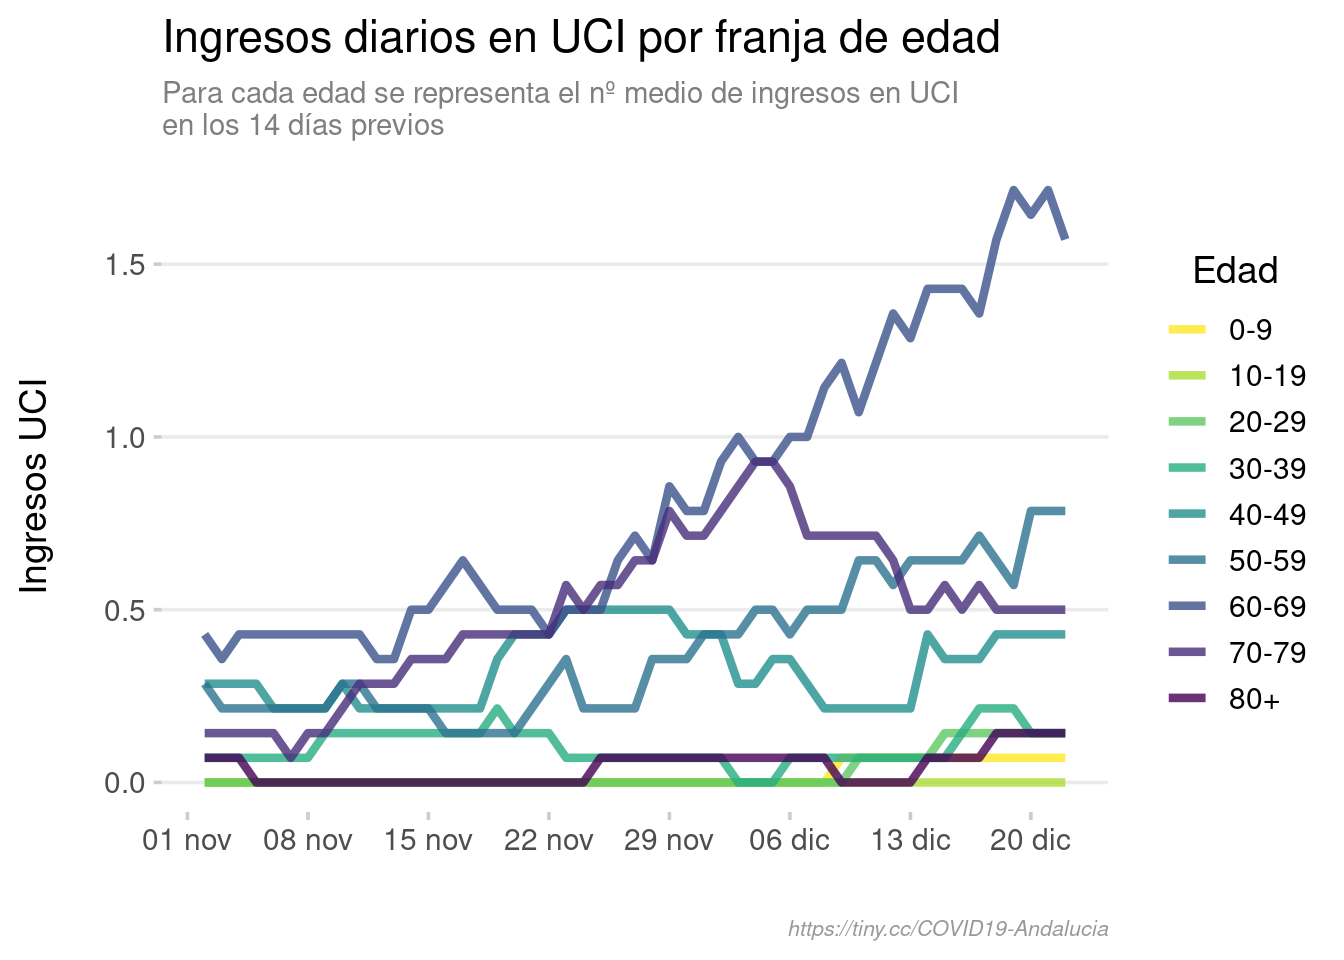 Ingresos diarios en UCI por franja de edad
Para cada edad se representa el nº medio de ingresos en UCI
en los 14 días previos
Ingresos UCI
1.5
1.0
0.5
0.0
01 nov
08 nov
15 nov
22 nov
29 nov
06 dic
13 dic
20 dic
Edad
0-9
10-19
20-29
30-39
40-49
50-59
60-69
70-79
80+
https://tiny.cc/COVID19-Andalucia